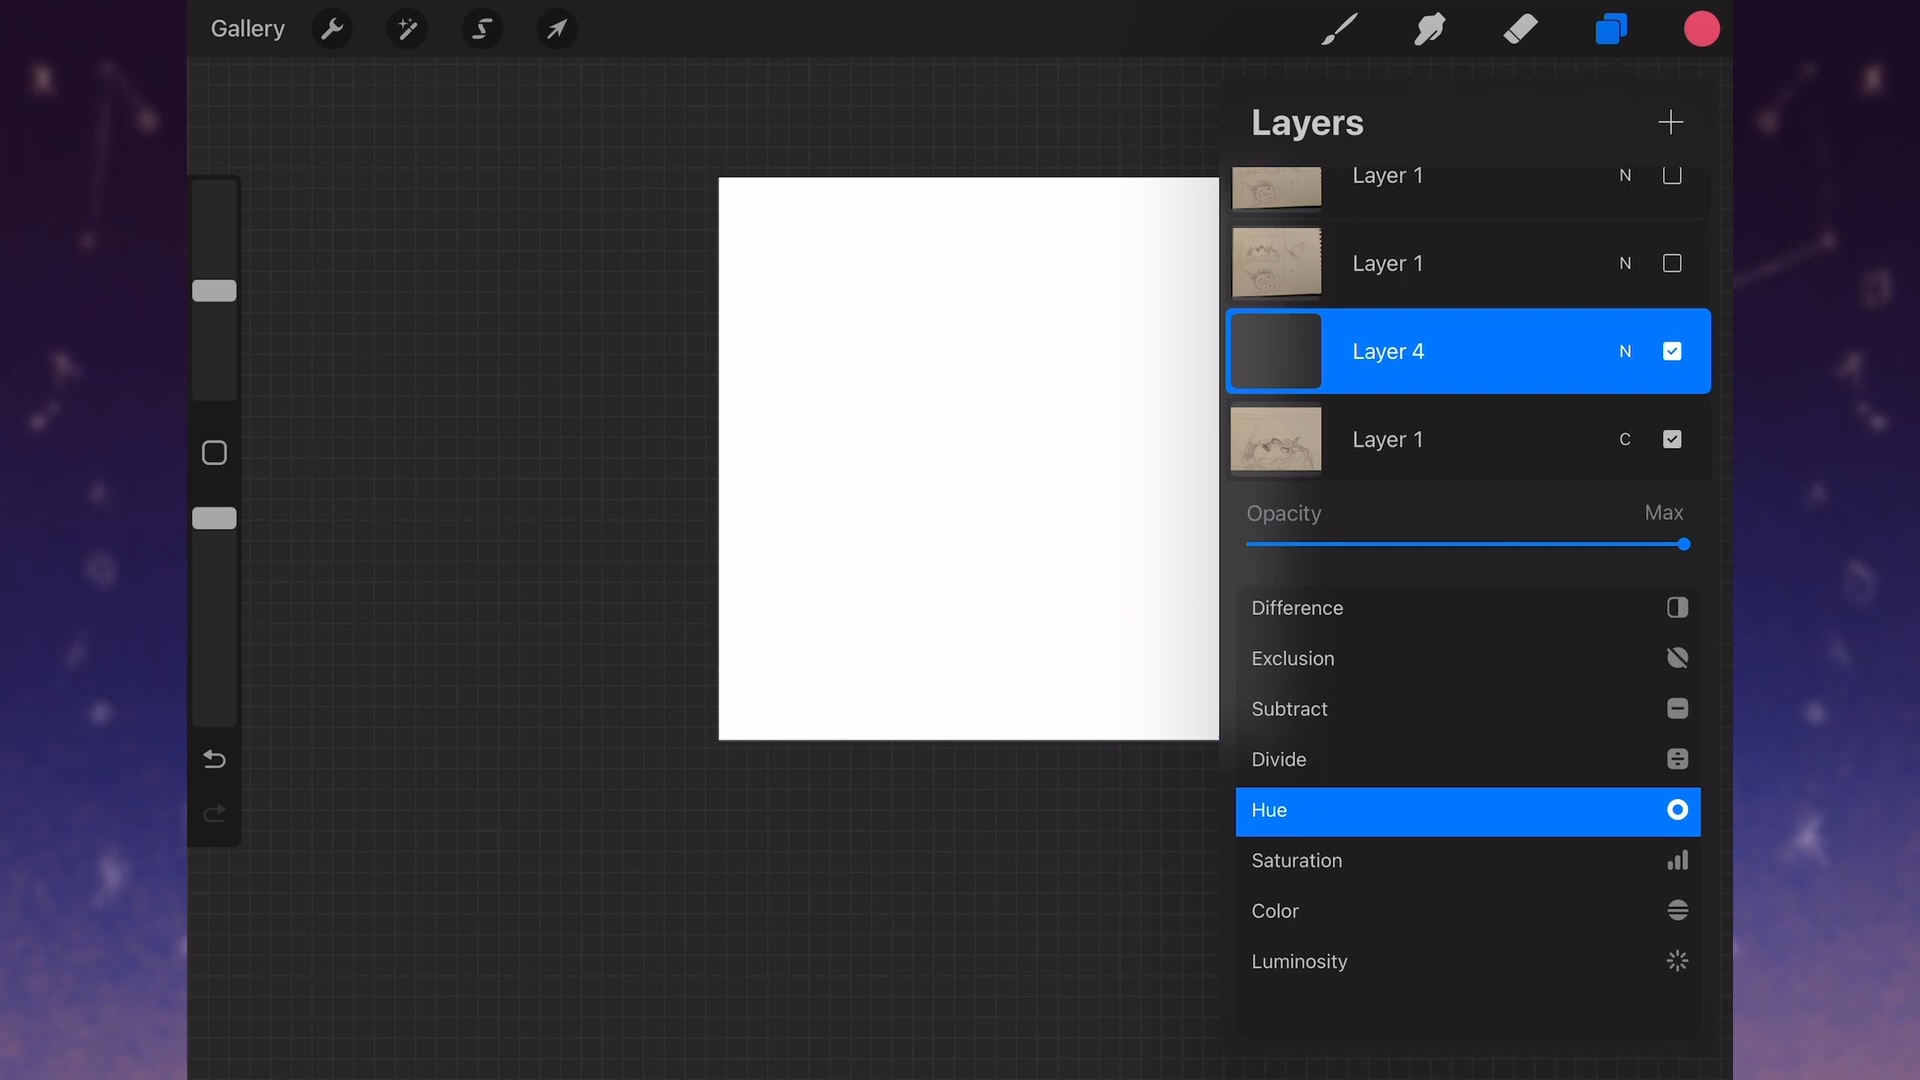 Gallery
Layers
Layer 1 N
Layer 1 N
Layer 4 N
Layer 1 C
Opacity Max
Difference
Exclusion
Subtract
Divide
Hue
Saturation
Color
Luminosity